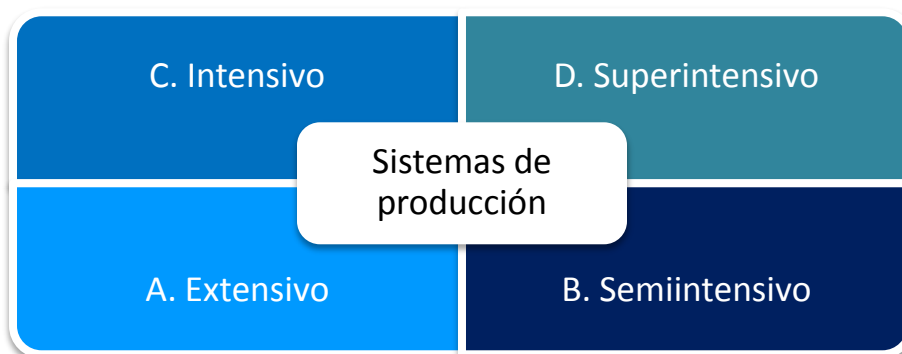 C. Intensivo
D. Superintensivo
Sistemas de
producción
A. Extensivo
B. Semiintensivo